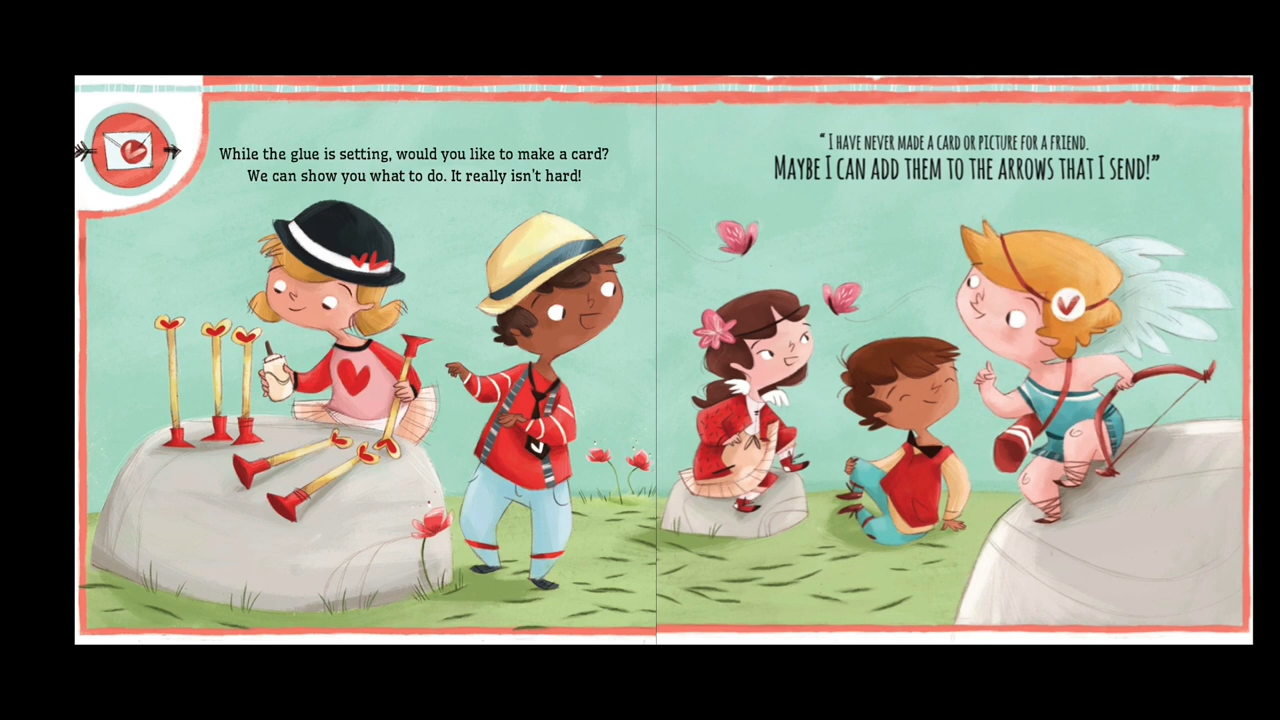 While the glue is setting, would you like to make a card?
We can show you what to do. It really isn't hard!
“I HAVE NEVER MADE A CARD OR PICTURE FOR A FRIEND.
MAYBE I CAN ADD THEM TO THE ARROWS THAT I SEND!”